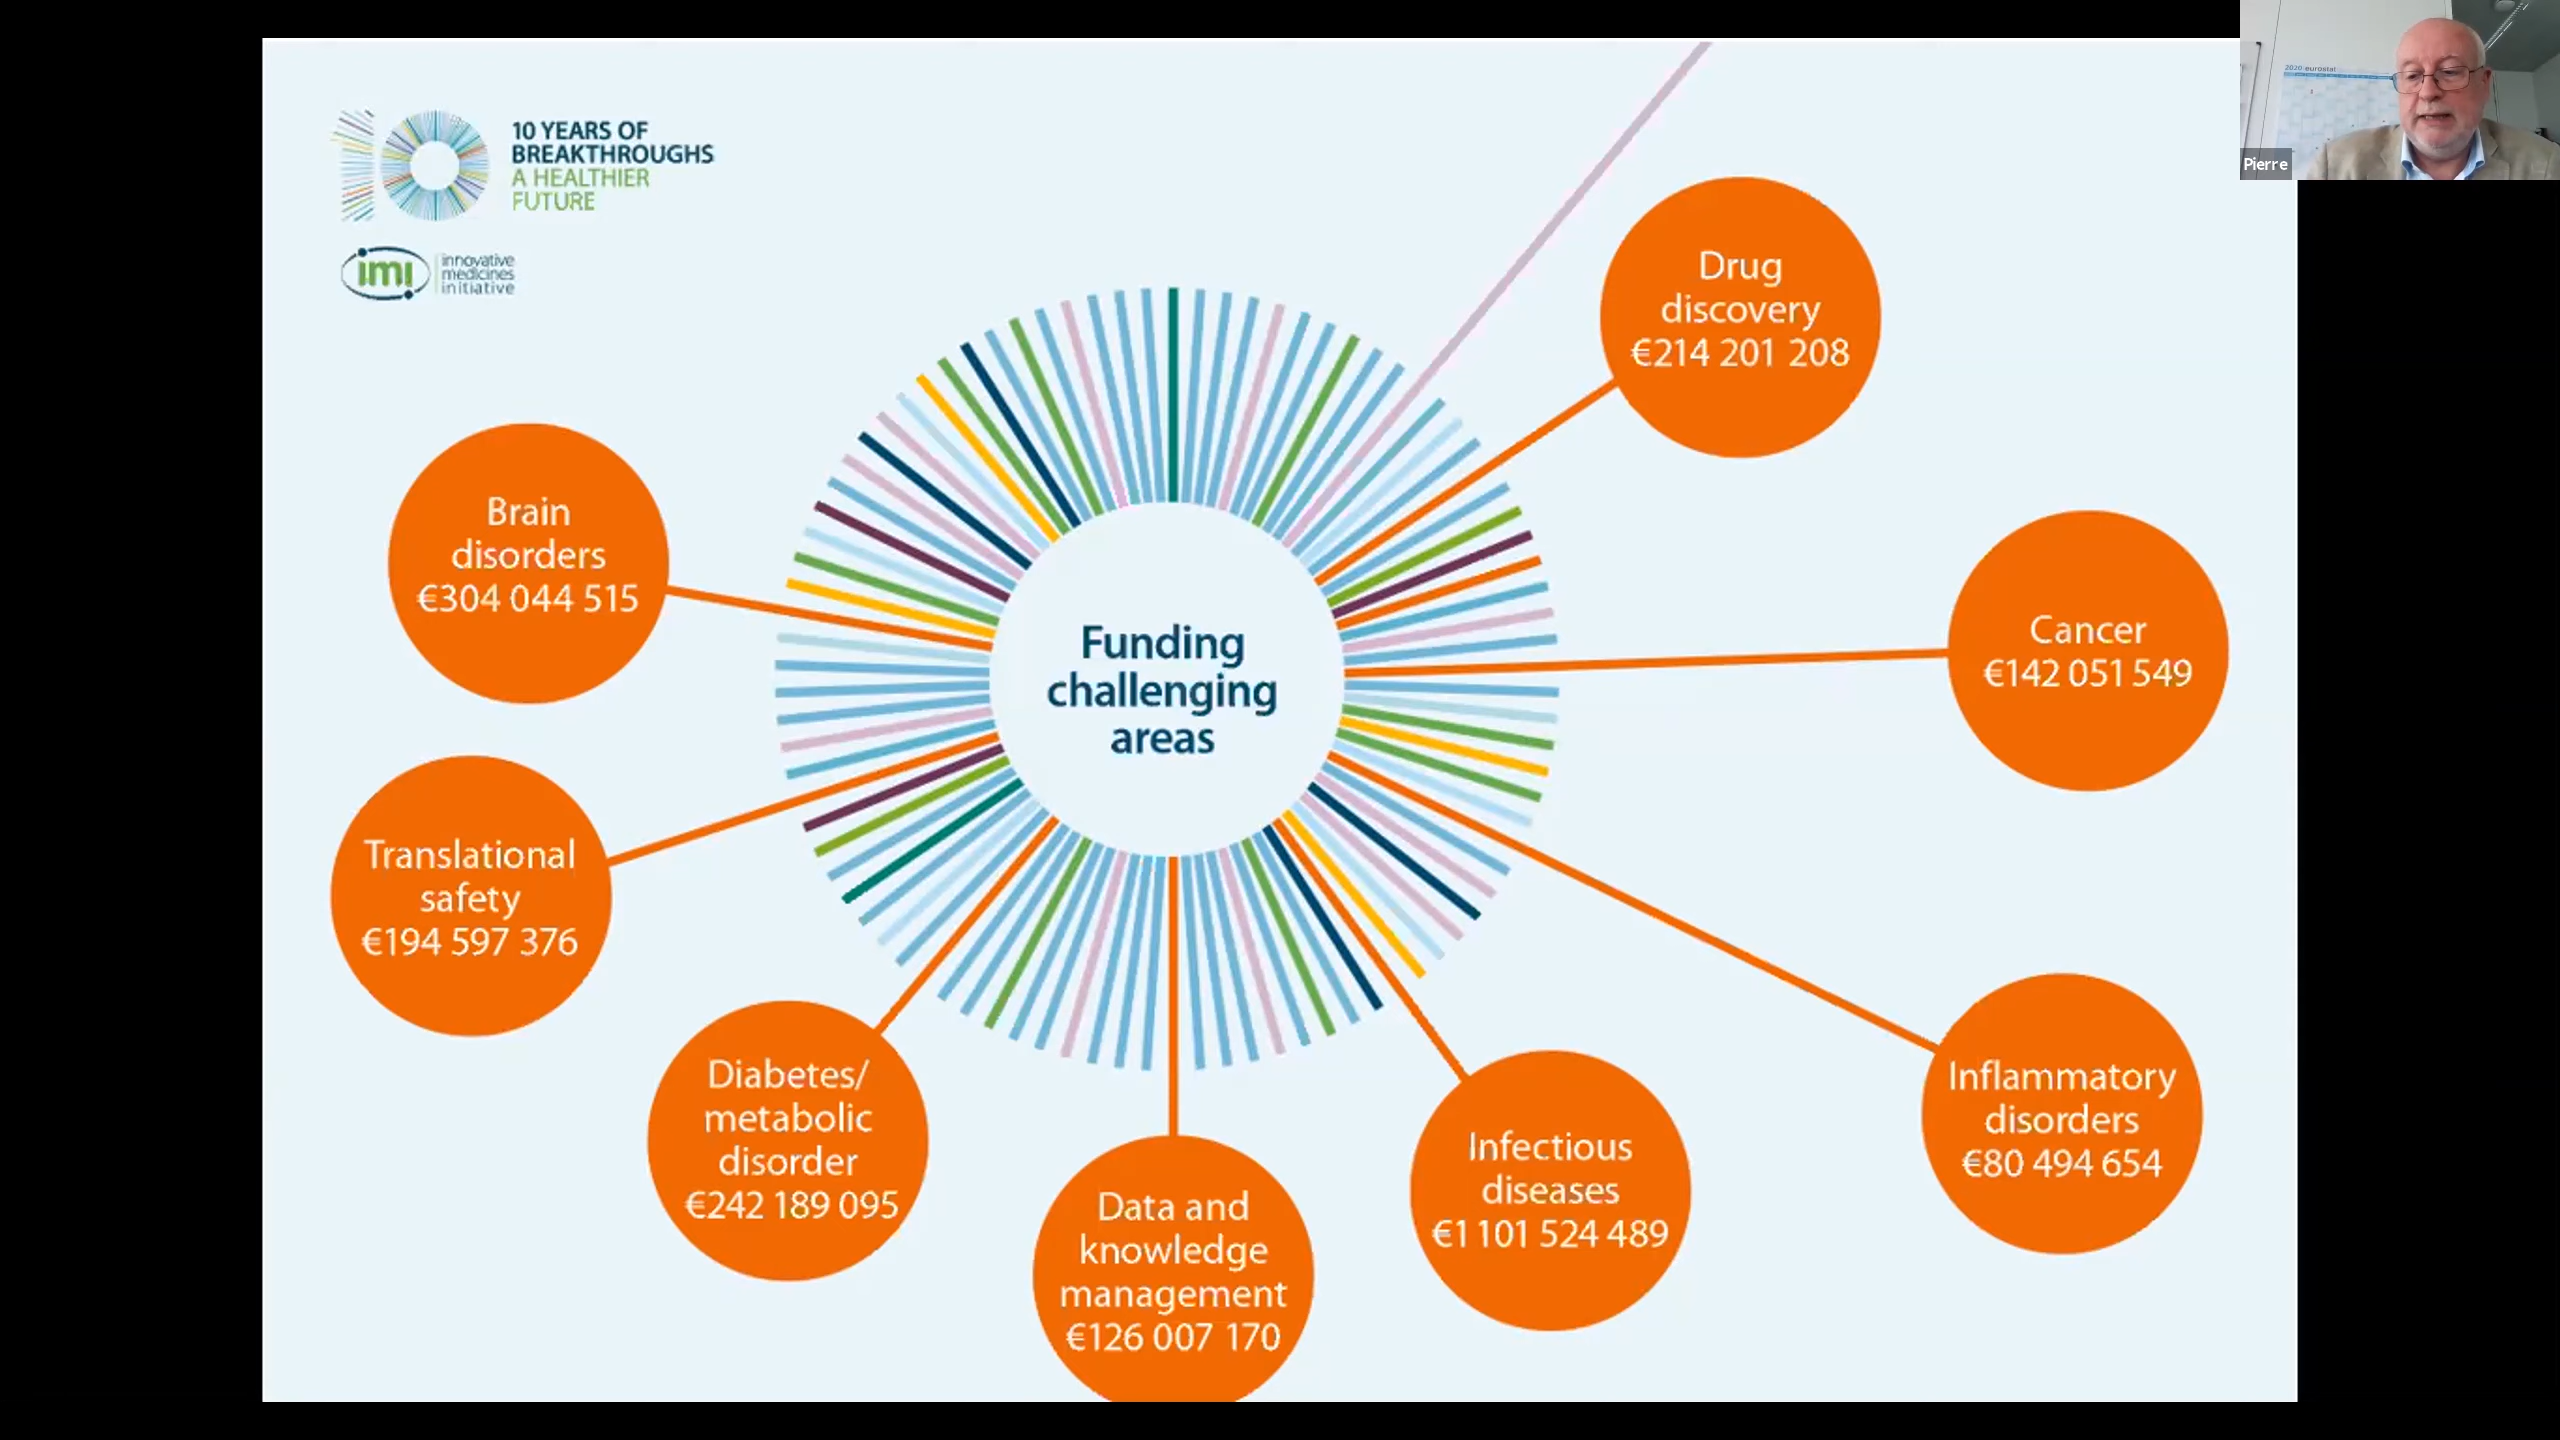 10 YEARS OF
BREAKTHROUGHS
A HEALTHIER
FUTURE
imi
innovative
medicines
initiative
2020 eurostat
Pierre
Drug
discovery
€214 201 208
Brain
disorders
€304 044 515
Funding
challenging
areas
Cancer
€142 051 549
Translational
safety
€194 597 376
Diabetes/
metabolic
disorder
€242 189 095
Data and
knowledge
management
€126 007 170
Infectious
diseases
€1 101 524 489
Inflammatory
disorders
€80 494 654